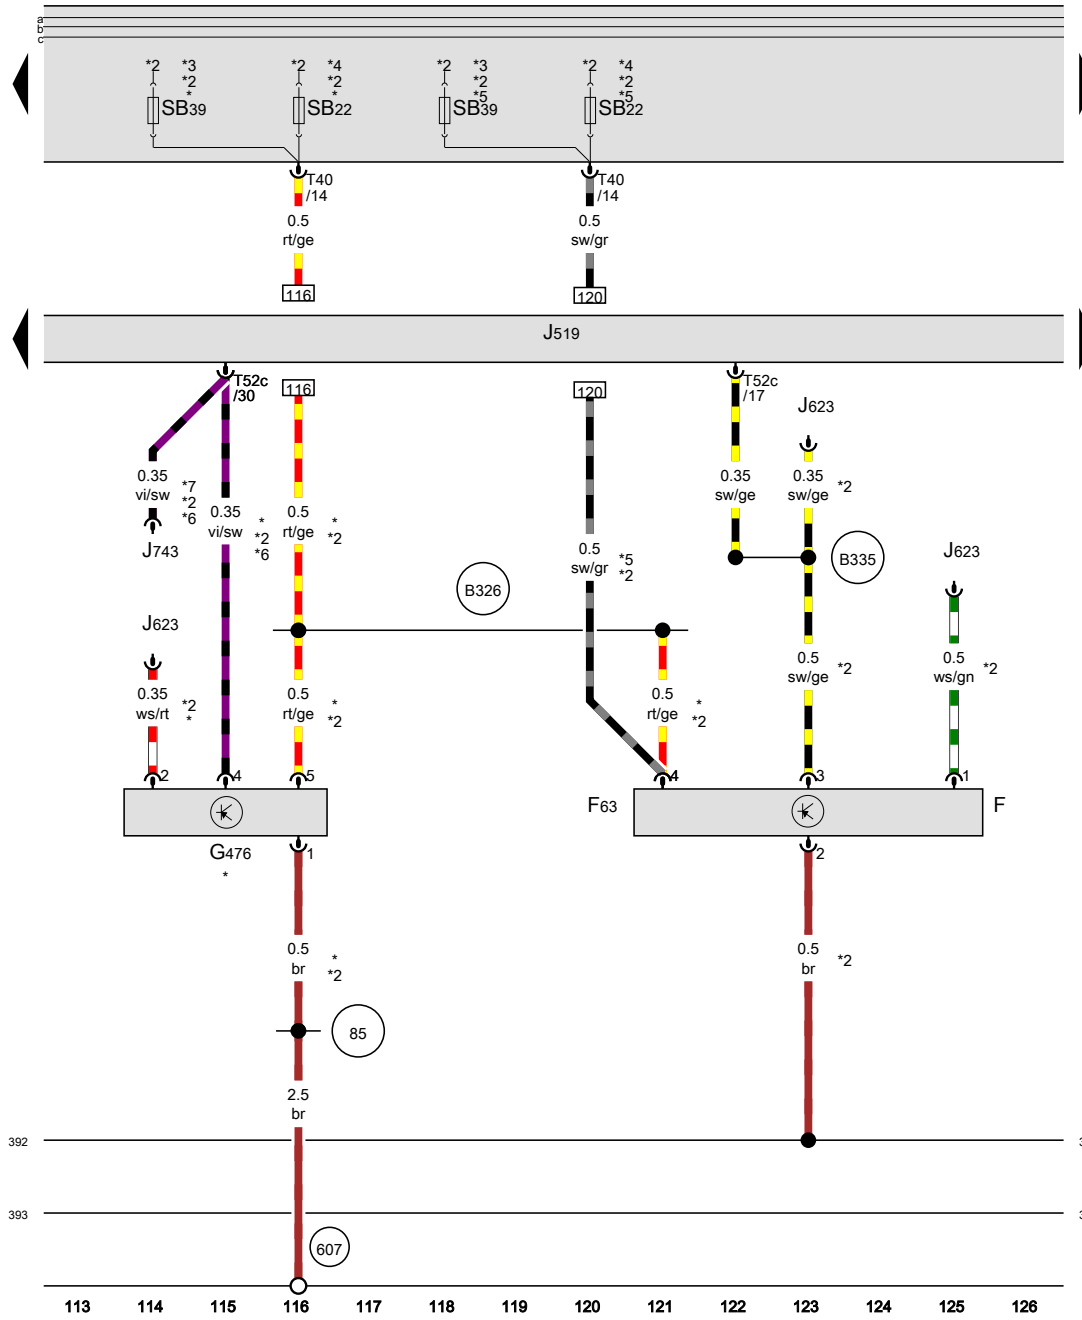 a
b
c
*2 *3 *2 *4 *2 *3 *2 *4
*2 *2 *2 *2
* * *5 *5
SB39 SB22 SB39 SB22
T40 T40
/14 /14
0.5 0.5
rt/ge sw/gr
116 120
J519
T52c 116 120 T52c
/30 /17
J623
0.35 0.35 0.35
vi/sw sw/ge sw/ge *2
*7
*2
*6
0.35 * 0.5 *
vi/sw *2 rt/ge *2
*6
J743
0.5
sw/gr *5
*2
B335
J623
B326
J623
0.35 0.5 0.5 0.5 0.5
ws/rt rt/ge rt/ge sw/ge *2 ws/gn *2
*2 * *
* *2 *2
2 4 5 4 3 1
F63 F
G476 1 2
*
0.5 * 0.5
br *2 br *2
85
2.5
br
392 3
393 3
607
113 114 115 116 117 118 119 120 121 122 123 124 125 126